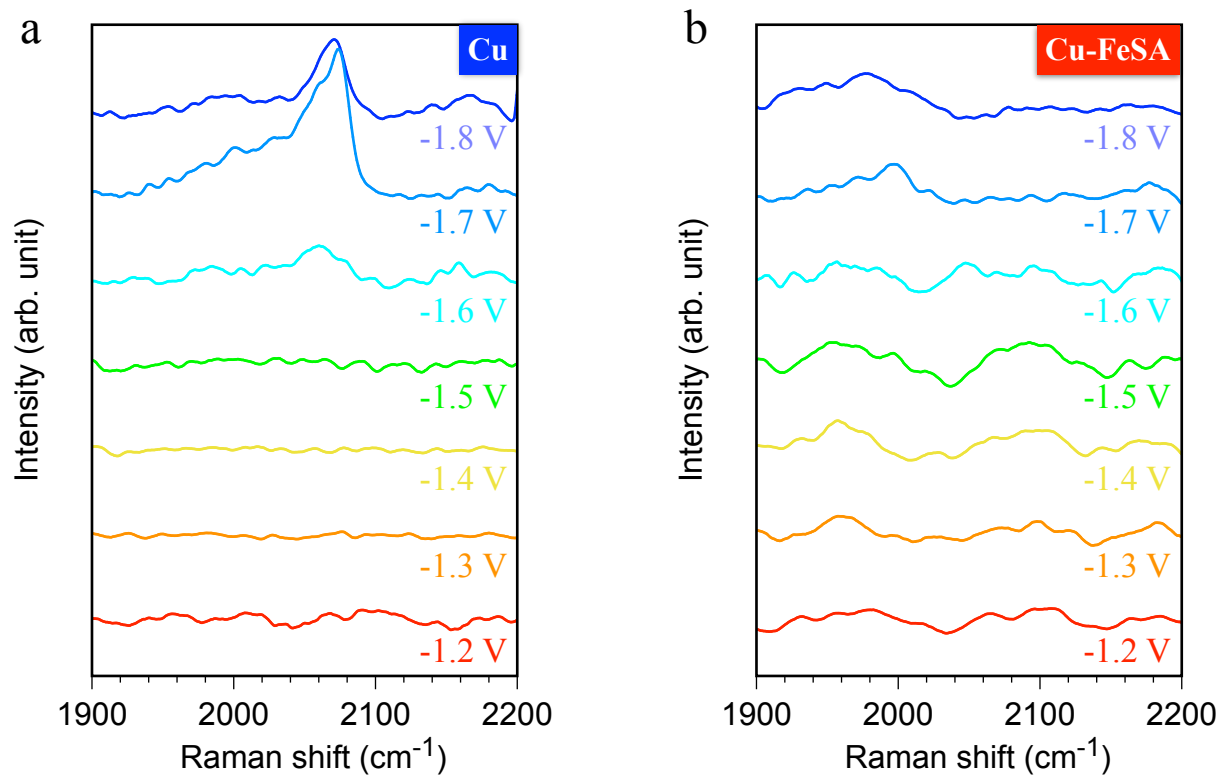 a
Cu
-1.8 V
-1.7 V
-1.6 V
-1.5 V
-1.4 V
-1.3 V
-1.2 V
Intensity (arb. unit)
1900 2000 2100 2200
Raman shift (cm⁻¹)
b
Cu-FeSA
-1.8 V
-1.7 V
-1.6 V
-1.5 V
-1.4 V
-1.3 V
-1.2 V
Intensity (arb. unit)
1900 2000 2100 2200
Raman shift (cm⁻¹)